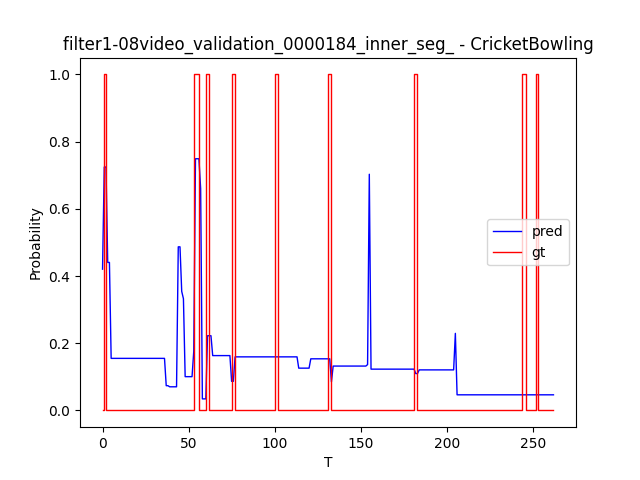 filter1-08video_validation_0000184_inner_seg_ - CricketBowling
1.0
0.8
0.6
0.4
0.2
0.0
Probability
pred
gt
0
50
100
150
200
250
T